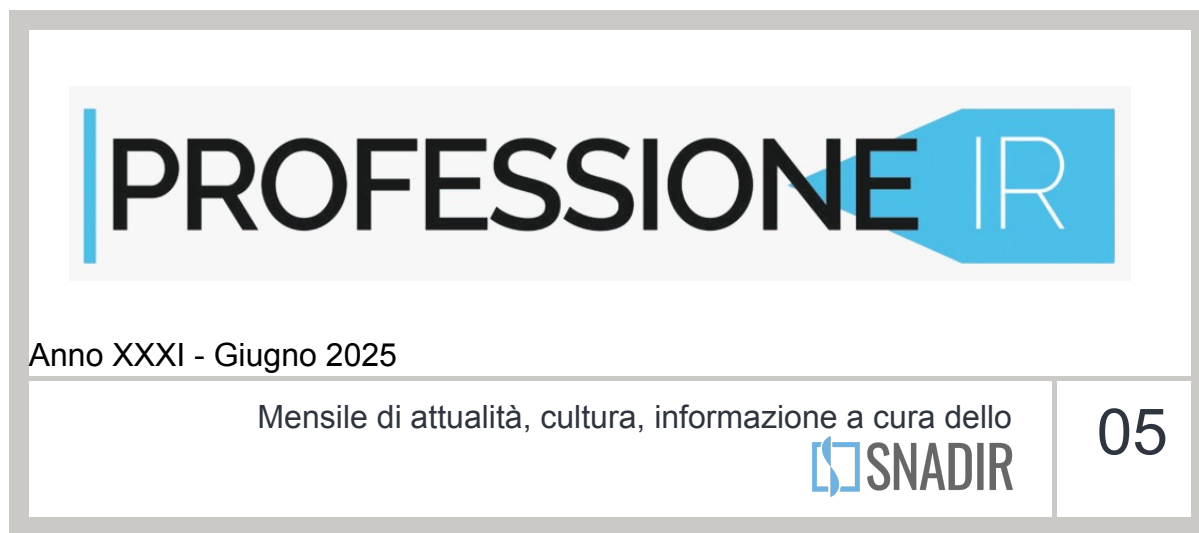 PROFESSIONE IR
Anno XXXI - Giugno 2025
Mensile di attualità, cultura, informazione a cura dello
SNADIR
05